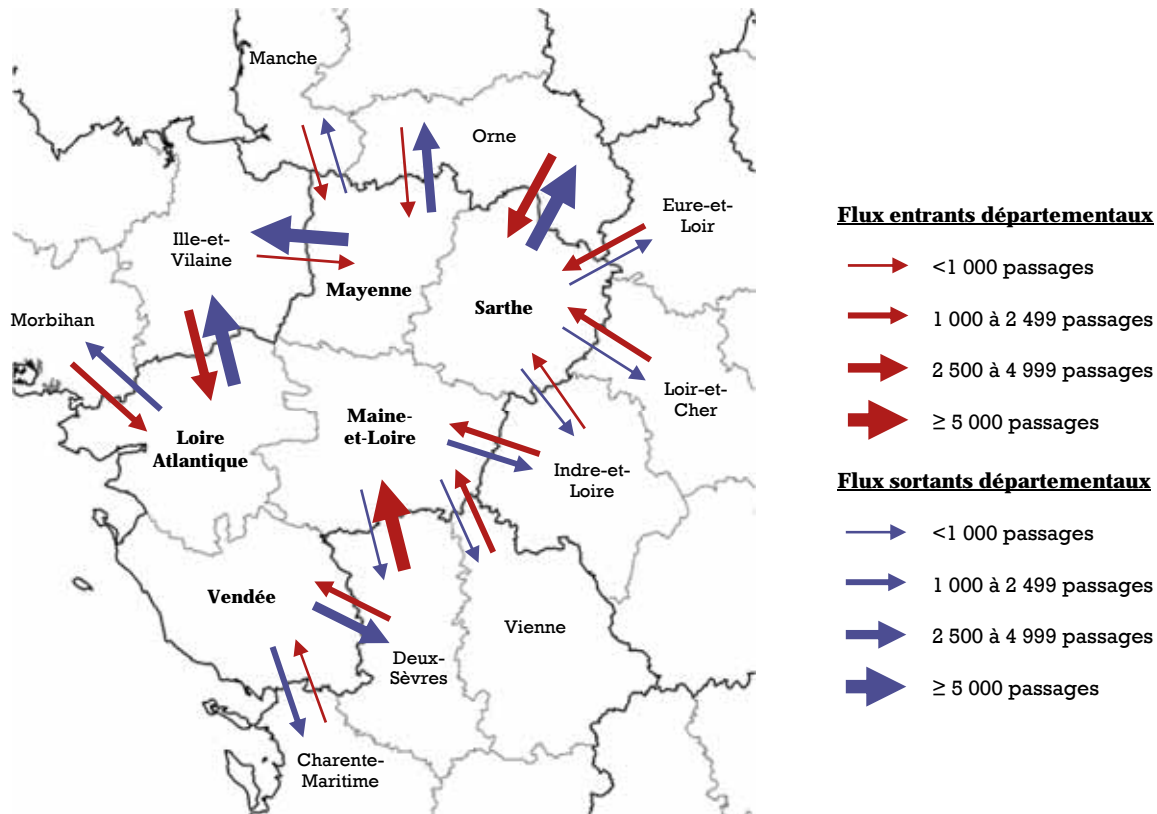 Manche
Orne
Eure-et-
Loir
Ille-et-
Vilaine
Mayenne
Sarthe
Morbihan
Loir-et-
Cher
Maine-
et-Loire
Loire
Atlantique
Indre-et-
Loire
Vendée
Vienne
Deux-
Sèvres
Charente-
Maritime
Flux entrants départementaux
<1 000 passages
1 000 à 2 499 passages
2 500 à 4 999 passages
≥ 5 000 passages
Flux sortants départementaux
<1 000 passages
1 000 à 2 499 passages
2 500 à 4 999 passages
≥ 5 000 passages